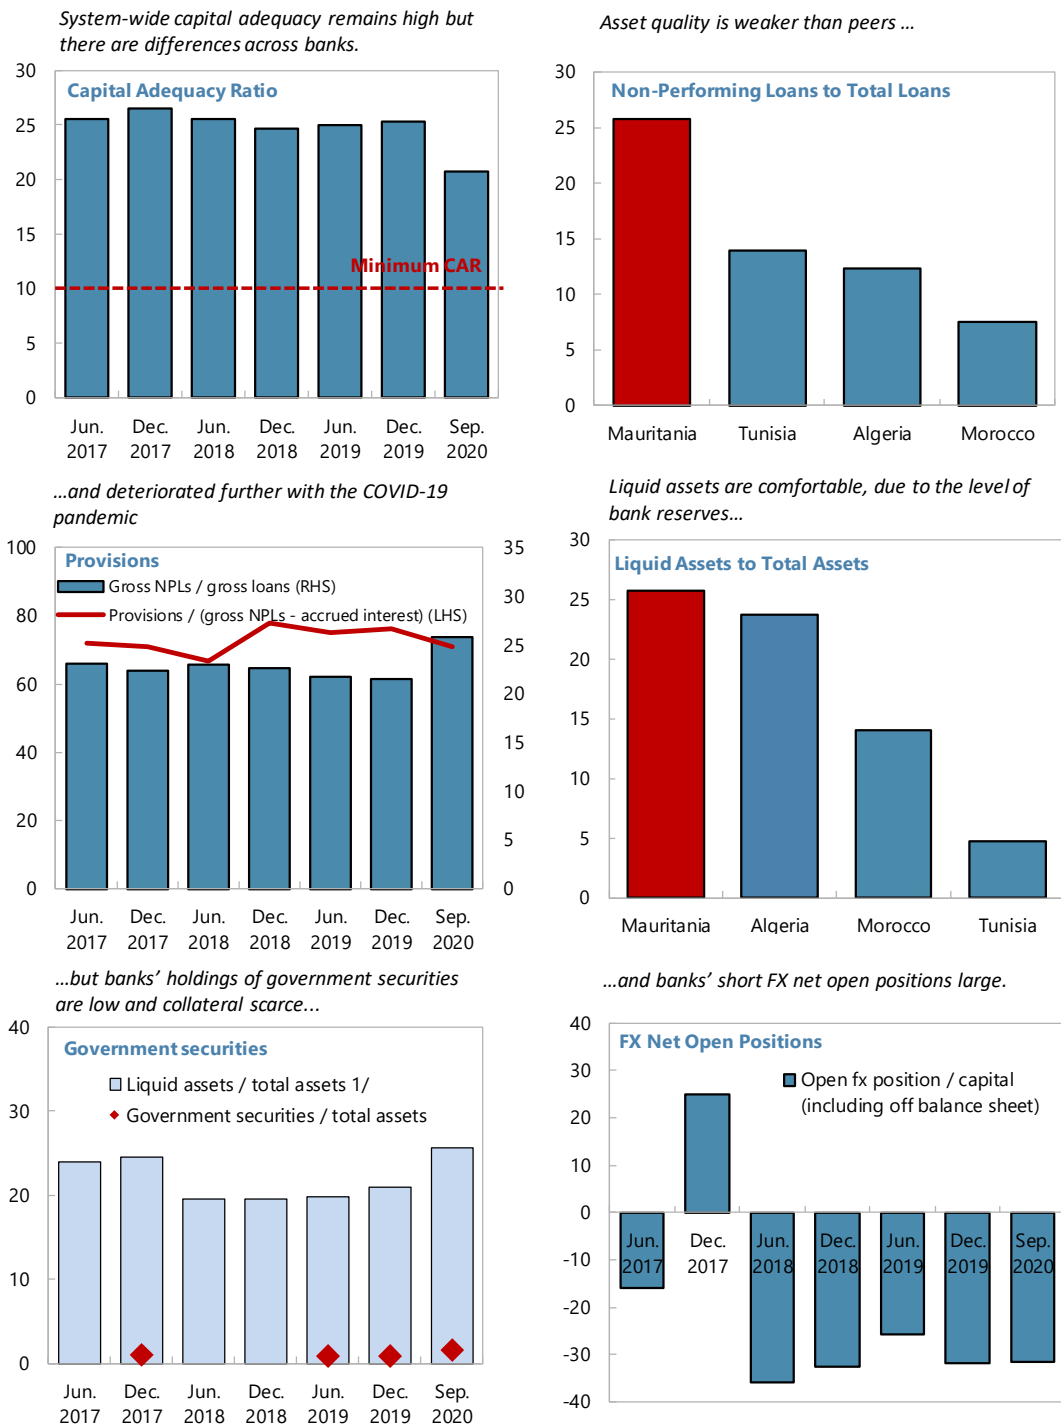 System-wide capital adequacy remains high but
there are differences across banks.
Capital Adequacy Ratio
30
25
20
15
10
5
0
Minimum CAR
Jun. Dec. Jun. Dec. Jun. Dec. Sep.
2017 2017 2018 2018 2019 2019 2020
Asset quality is weaker than peers ...
Non-Performing Loans to Total Loans
30
25
20
15
10
5
0
Mauritania Tunisia Algeria Morocco
...and deteriorated further with the COVID-19
pandemic
Provisions
Gross NPLs / gross loans (RHS)
Provisions / (gross NPLs - accrued interest) (LHS)
100
80
60
40
20
0
35
30
25
20
15
10
5
0
Jun. Dec. Jun. Dec. Jun. Dec. Sep.
2017 2017 2018 2018 2019 2019 2020
Liquid assets are comfortable, due to the level of
bank reserves...
Liquid Assets to Total Assets
30
25
20
15
10
5
0
Mauritania Algeria Morocco Tunisia
...but banks' holdings of government securities
are low and collateral scarce...
Government securities
Liquid assets / total assets 1/
Government securities / total assets
40
30
20
10
0
Jun. Dec. Jun. Dec. Jun. Dec. Sep.
2017 2017 2018 2018 2019 2019 2020
...and banks' short FX net open positions large.
FX Net Open Positions
Open fx position / capital
(including off balance sheet)
40
30
20
10
0
-10
-20
-30
-40
Jun. Dec. Jun. Dec. Jun. Dec. Sep.
2017 2017 2018 2018 2019 2019 2020